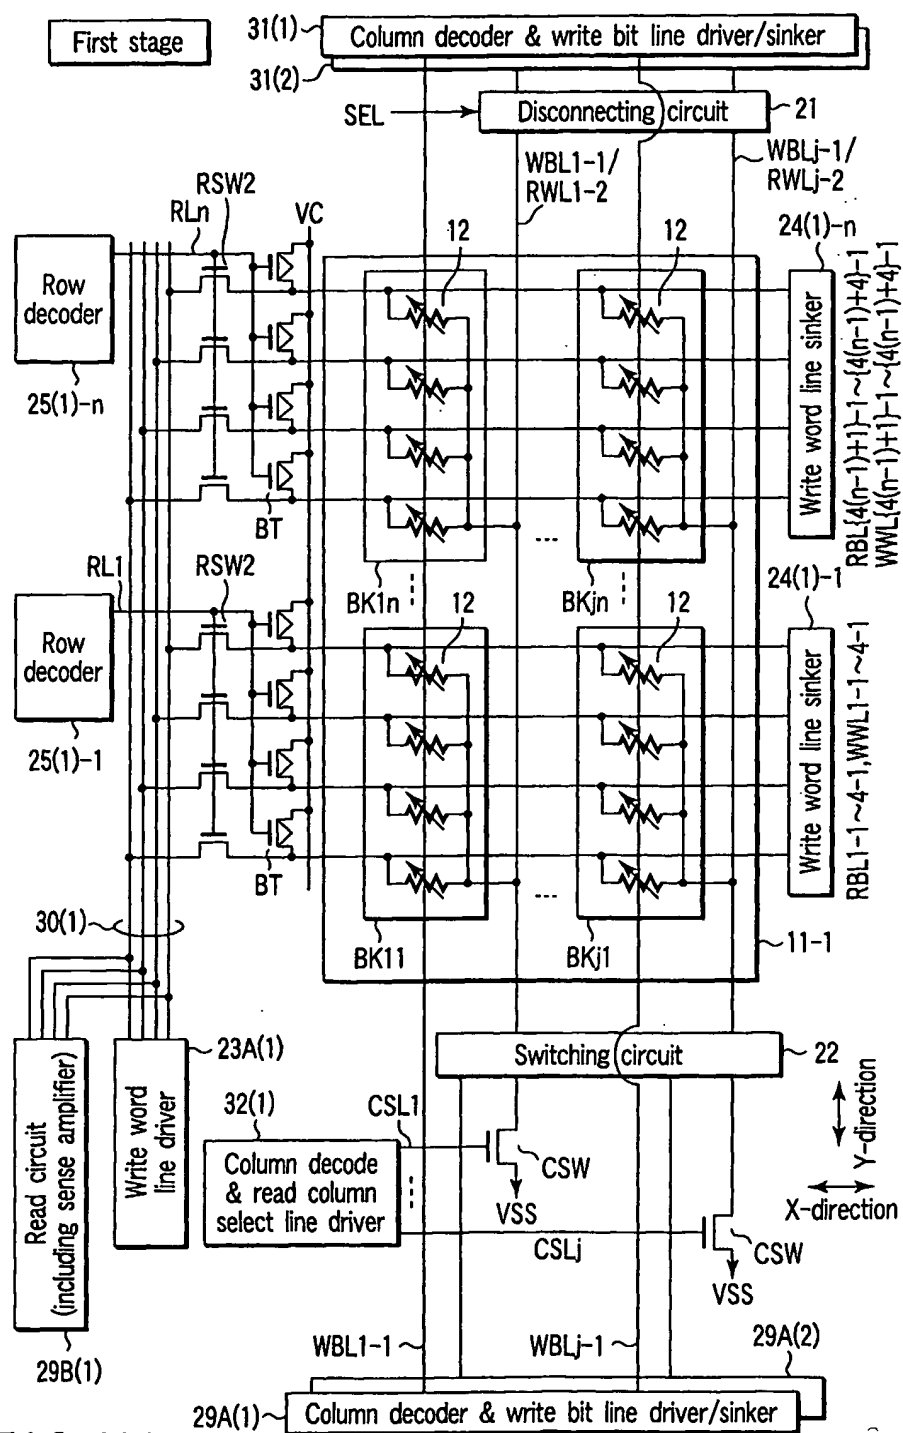 First stage
31(1)
Column decoder & write bit line driver/sinker
31(2)
SEL
Disconnecting circuit
21
WBL1-1/
RWL1-2
WBLj-1/
RWLj-2
RSW2
RLn
VC
12
12
24(1)-n
Row
decoder
25(1)-n
Write word line sinker
RBL{4(n-1)+1}-1~{4(n-1)+4}-1
WWL{4(n-1)+1}-1~{4(n-1)+4}-1
BT
BK1n
...
BKjn
RL1
RSW2
12
12
24(1)-1
Row
decoder
25(1)-1
Write word line sinker
RBL1-1~4-1,WWL1-1~4-1
BT
...
30(1)
BK11
BKj1
11-1
23A(1)
Switching circuit
22
Read circuit
(including sense amplifier)
Write word
line driver
32(1)
CSL1
Column decode
& read column
select line driver
CSW
VSS
Y-direction
X-direction
CSLj
CSW
VSS
29B(1)
WBL1-1
WBLj-1
29A(2)
29A(1)
Column decoder & write bit line driver/sinker